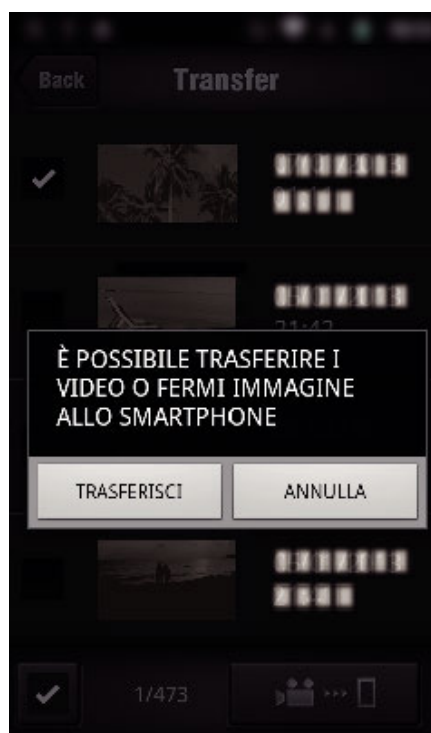 Back
Transfer
21:42
È POSSIBILE TRASFERIRE I
VIDEO O FERMI IMMAGINE
ALLO SMARTPHONE
TRASFERISCI
ANNULLA
1/473